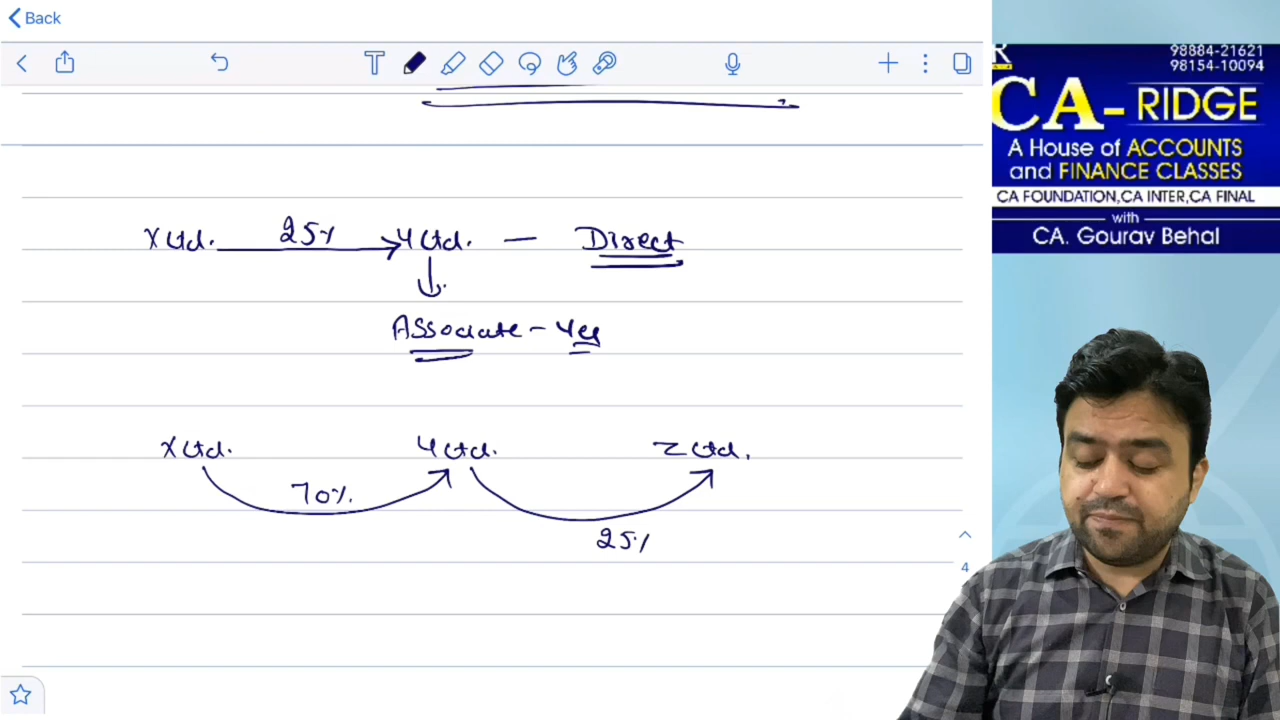 Back
98884-21621
R
98154-10094
CA-RIDGE
A House of ACCOUNTS
and FINANCE CLASSES
CA FOUNDATION,CA INTER,CA FINAL
with
CA. Gourav Behal
T
X Ltd. 25% Y Ltd. - Direct
Associate - Yes
X Ltd. Y Ltd. Z Ltd.
70%.
25%
4